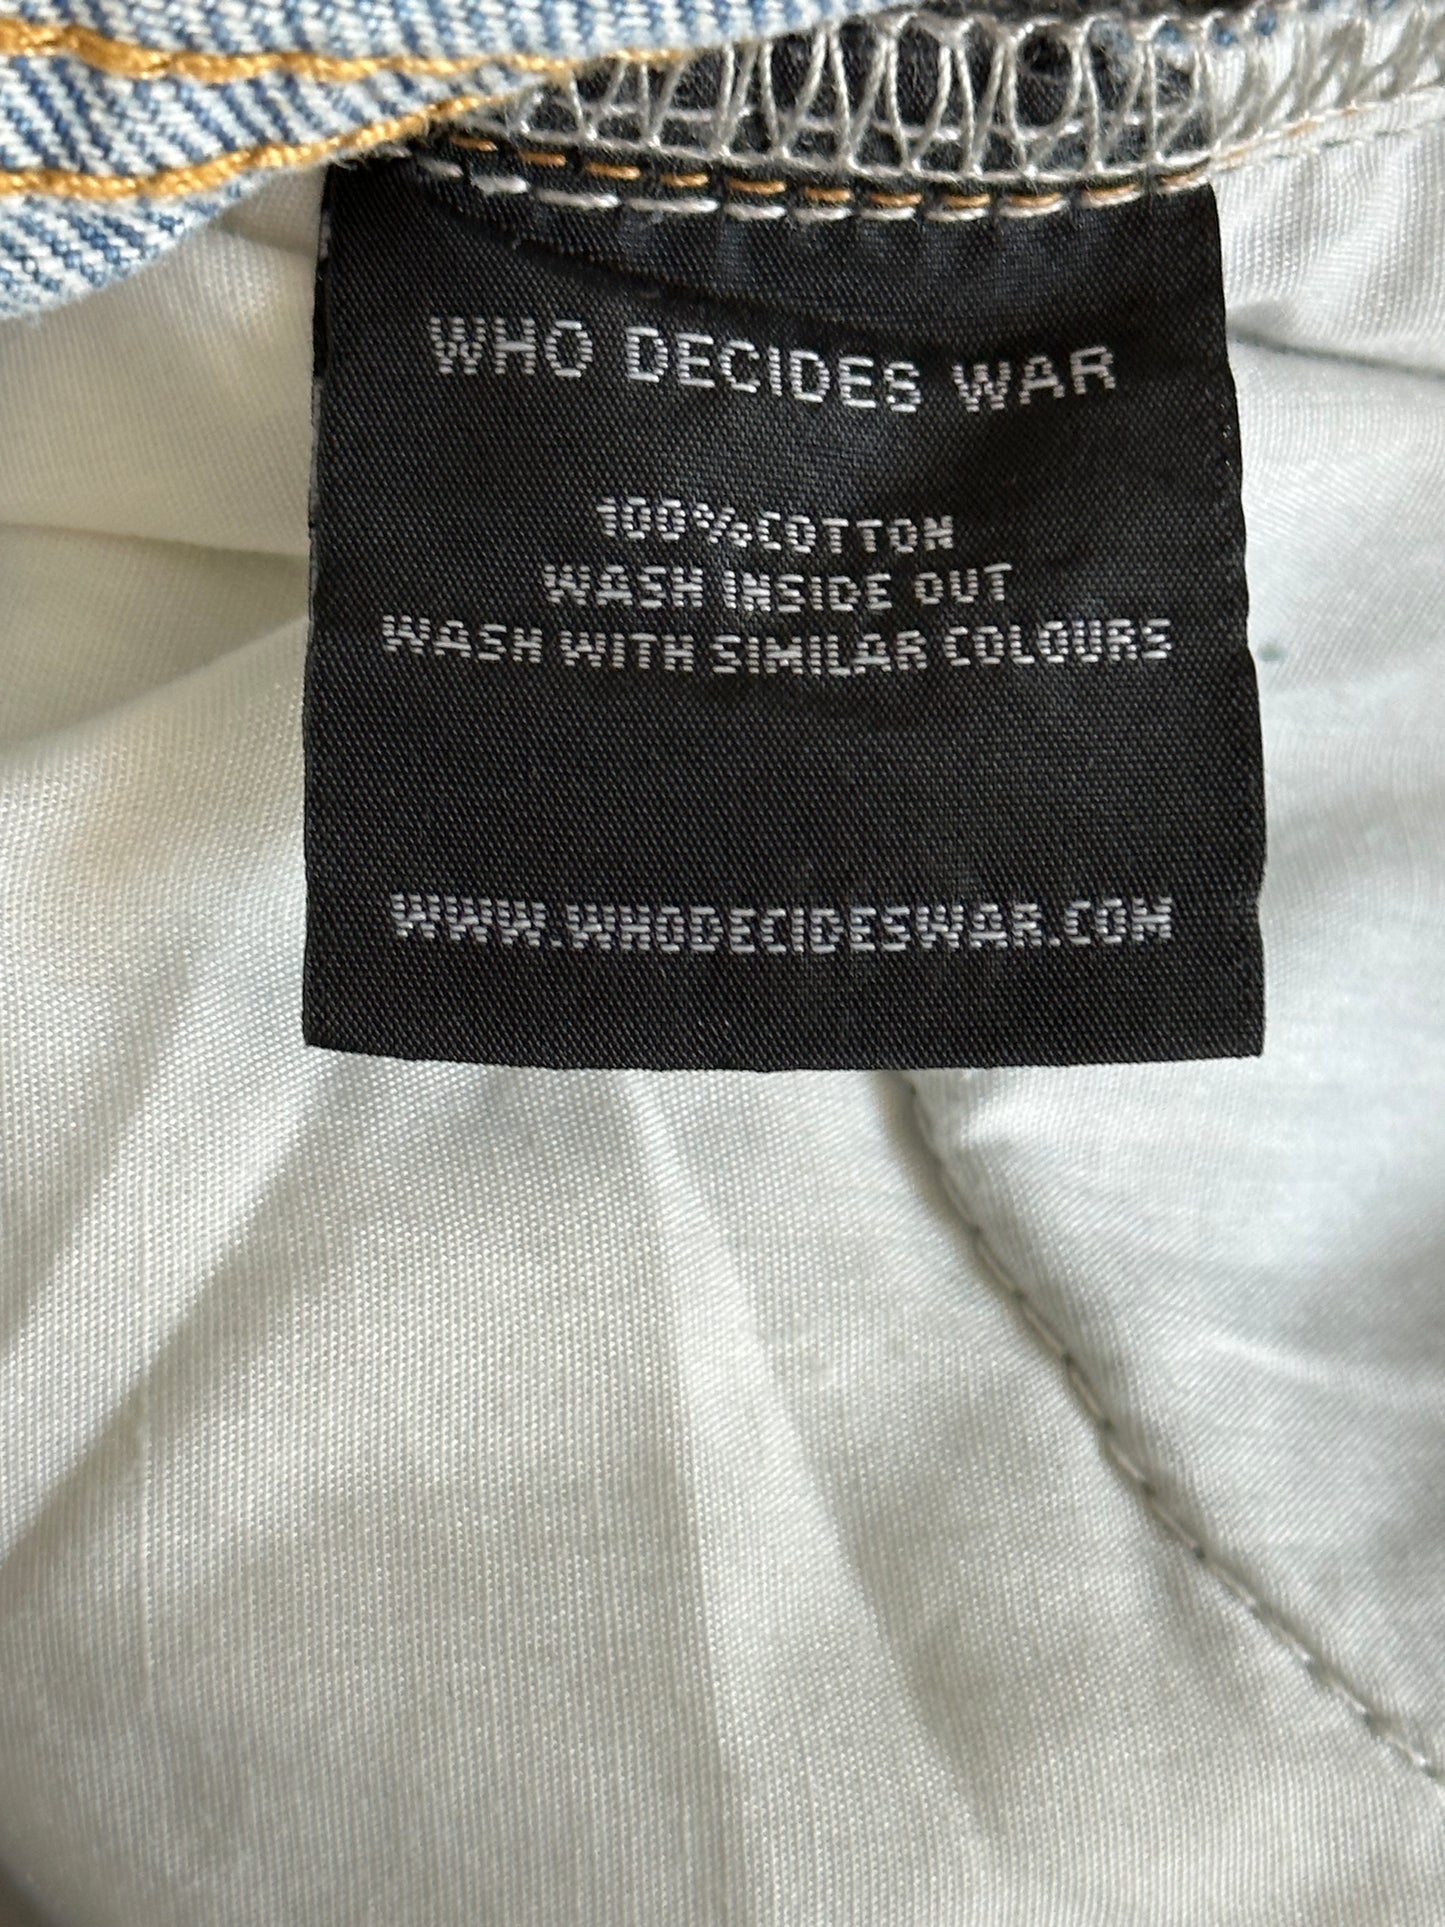 WHO DECIDES WAR
100%COTTON
WASH INSIDE OUT
WASH WITH SIMILAR COLOURS
WWW.WHODECIDESWAR.COM